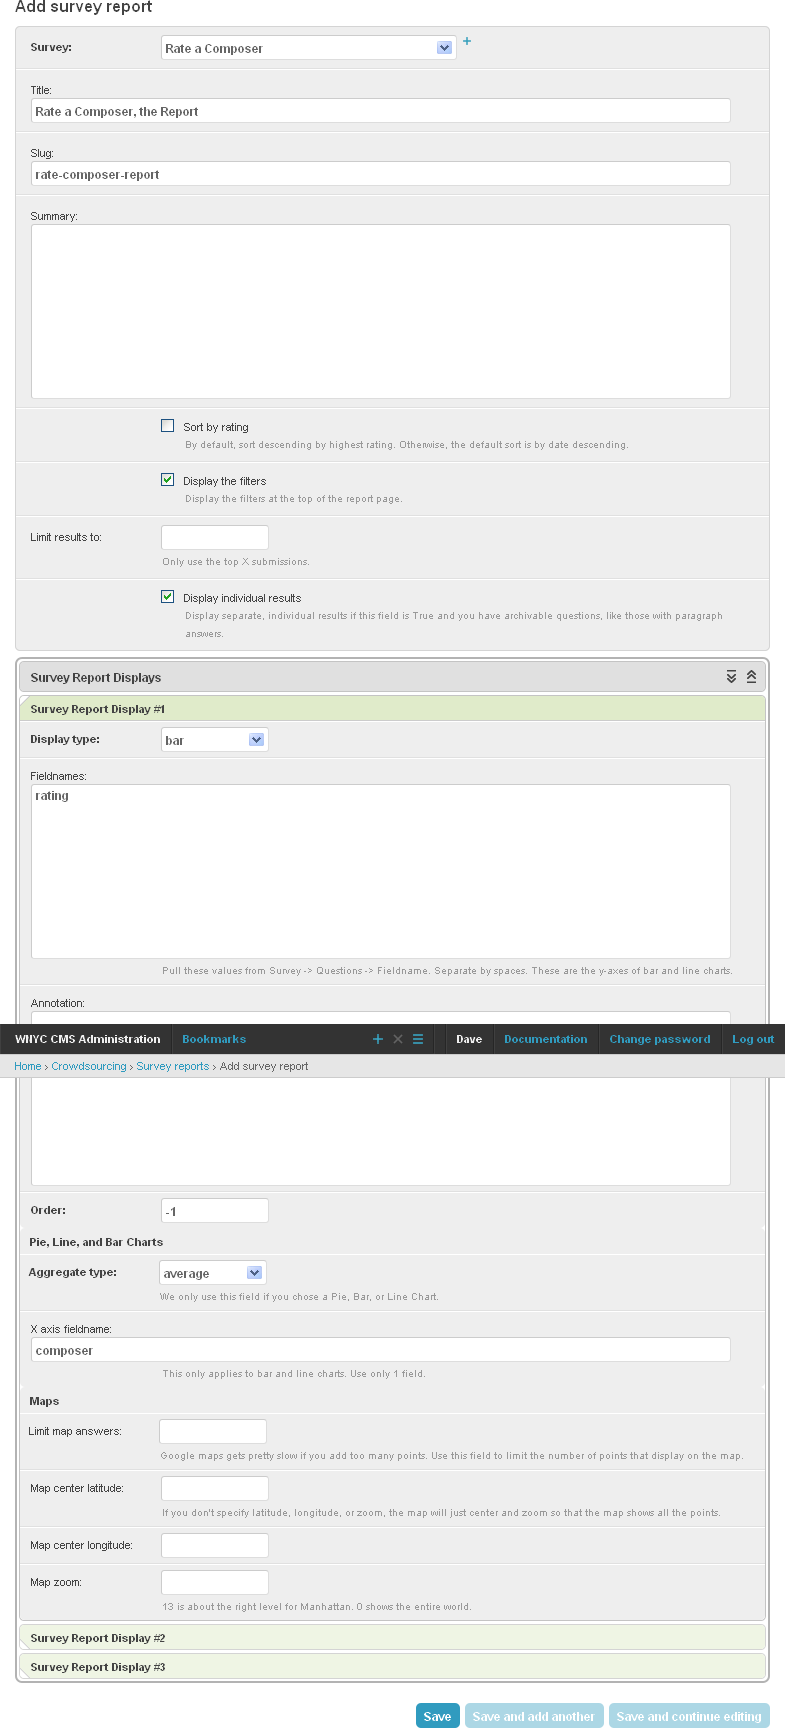 Add survey report
Survey:
Rate a Composer
Title:
Rate a Composer, the Report
Slug:
rate-composer-report
Summary:
Sort by rating
By default, sort descending by highest rating. Otherwise, the default sort is by date descending.
Display the filters
Display the filters at the top of the report page.
Limit results to:
Only use the top X submissions.
Display individual results
Display separate, individual results if this field is True and you have archivable questions, like those with paragraph
answers.
Survey Report Displays
Survey Report Display #1
Display type:
bar
Fieldnames:
rating
Pull these values from Survey -> Questions -> Fieldname. Separate by spaces. These are the y-axes of bar and line charts.
Annotation:
WNYC CMS Administration Bookmarks Dave Documentation Change password Log out
Home › Crowdsourcing › Survey reports › Add survey report
Order:
-1
Pie, Line, and Bar Charts
Aggregate type:
average
We only use this field if you chose a Pie, Bar, or Line Chart.
X axis fieldname:
composer
This only applies to bar and line charts. Use only 1 field.
Maps
Limit map answers:
Google maps gets pretty slow if you add too many points. Use this field to limit the number of points that display on the map.
Map center latitude:
If you don't specify latitude, longitude, or zoom, the map will just center and zoom so that the map shows all the points.
Map center longitude:
Map zoom:
13 is about the right level for Manhattan. 0 shows the entire world.
Survey Report Display #2
Survey Report Display #3
Save Save and add another Save and continue editing